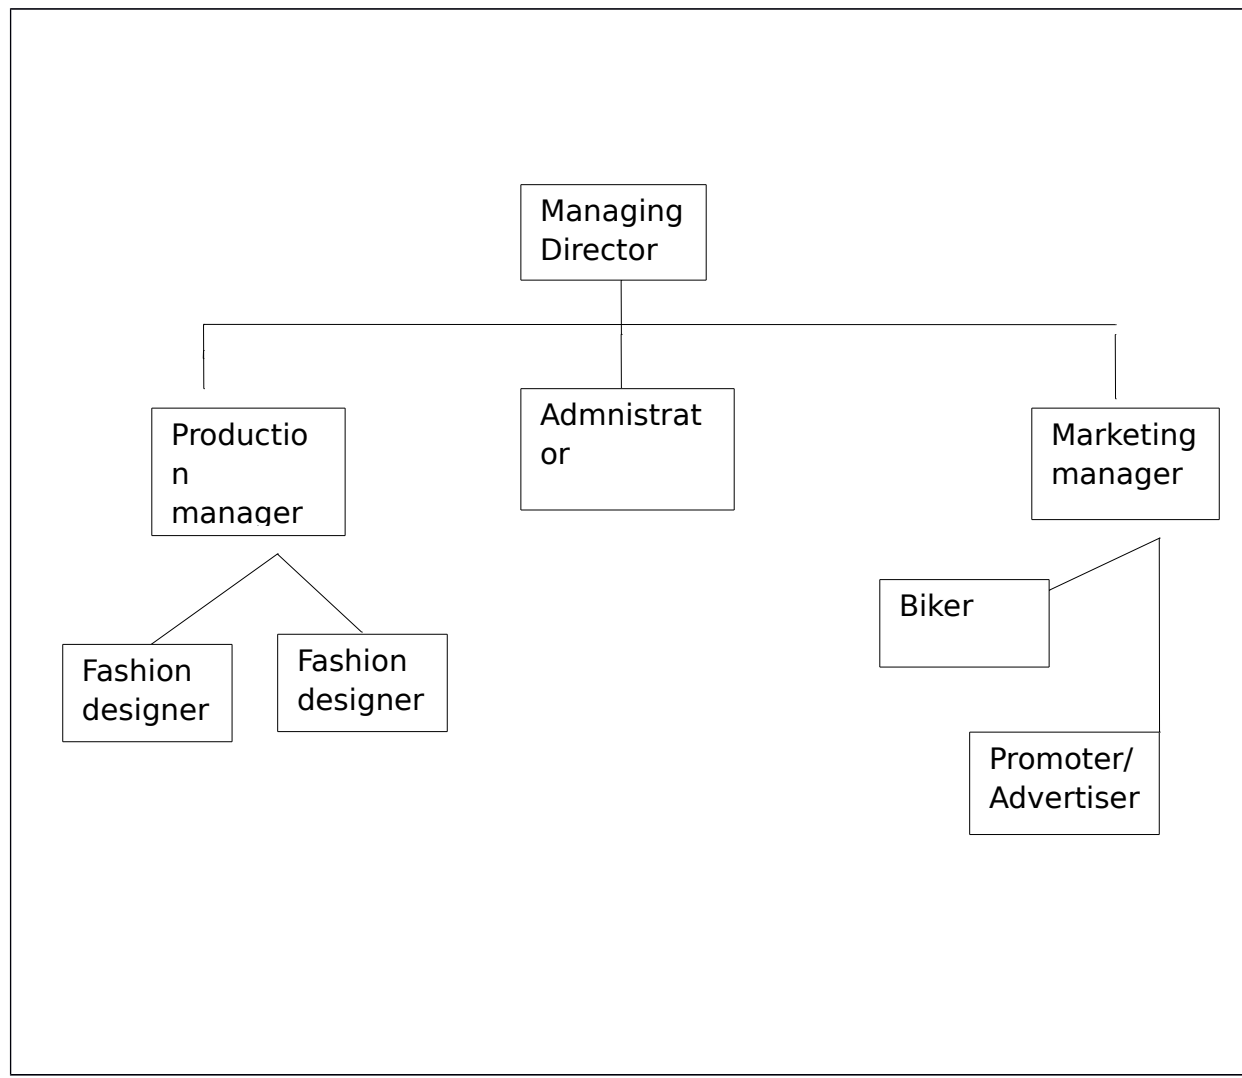 Managing
Director
Productio
n
manager
Admnistrat
or
Marketing
manager
Fashion
designer
Fashion
designer
Biker
Promoter/
Advertiser